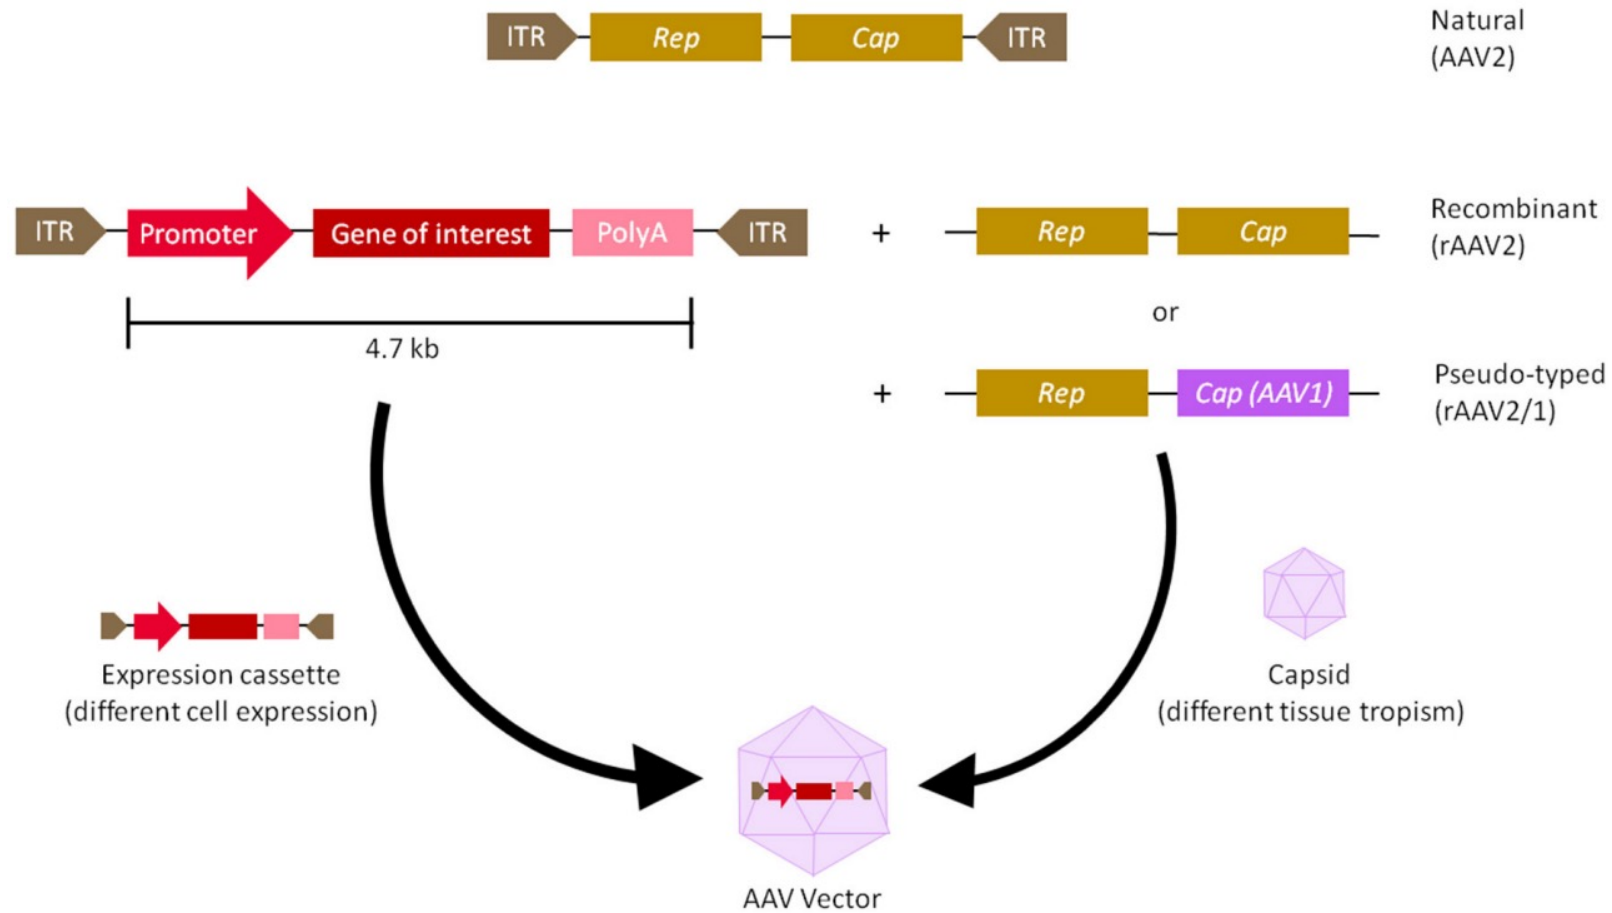 ITR Rep Cap ITR Natural
(AAV2)
ITR Promoter Gene of interest PolyA ITR + Rep Cap Recombinant
(rAAV2)
or
4.7 kb
+ Rep Cap (AAV1) Pseudo-typed
(rAAV2/1)
Expression cassette
(different cell expression)
Capsid
(different tissue tropism)
AAV Vector